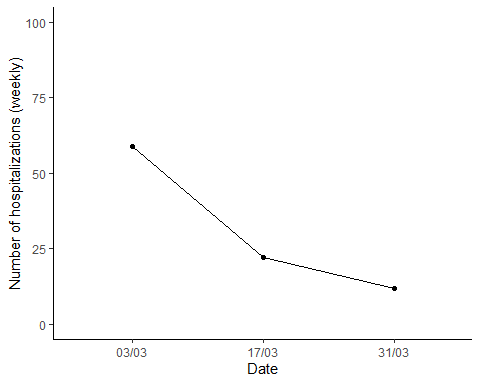 Number of hospitalizations (weekly)
100
75
50
25
0
03/03 17/03 31/03
Date